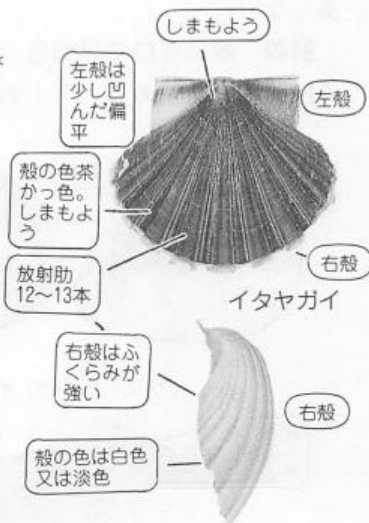 しまもよう
左殻は
少し凹
んだ偏
平
左殻
殻の色茶
かっ色。
しまもよ
う
放射肋
12〜13本
右殻
イタヤガイ
右殻はふ
くらみが
強い
右殻
殻の色は白色
又は淡色